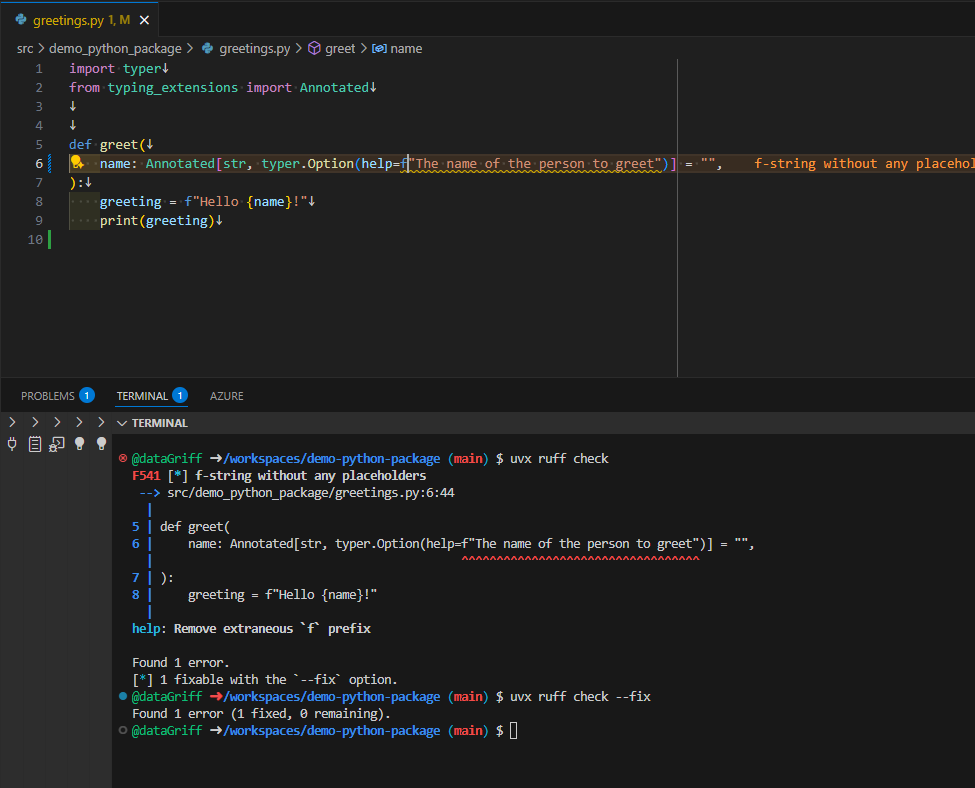 greetings.py 1, M
src > demo_python_package > greetings.py > greet > name
1 import typer↓
2 from typing_extensions import Annotated↓
3 ↓
4 ↓
5 def greet(↓
6 name: Annotated[str, typer.Option(help=f"The name of the person to greet")] = "", f-string without any placehol
7 ):↓
8 ····greeting = f"Hello {name}!"↓
9 ····print(greeting)↓
10
PROBLEMS 1 TERMINAL 1 AZURE
TERMINAL
@dataGriff ➜/workspaces/demo-python-package (main) $ uvx ruff check
F541 [*] f-string without any placeholders
--> src/demo_python_package/greetings.py:6:44
|
5 | def greet(
6 |     name: Annotated[str, typer.Option(help=f"The name of the person to greet")] = "",
|                                            ^^^^^^^^^^^^^^^^^^^^^^^^^^^^^^^^^^
7 | ):
8 |     greeting = f"Hello {name}!"
|
help: Remove extraneous `f` prefix
Found 1 error.
[*] 1 fixable with the `--fix` option.
@dataGriff ➜/workspaces/demo-python-package (main) $ uvx ruff check --fix
Found 1 error (1 fixed, 0 remaining).
@dataGriff ➜/workspaces/demo-python-package (main) $